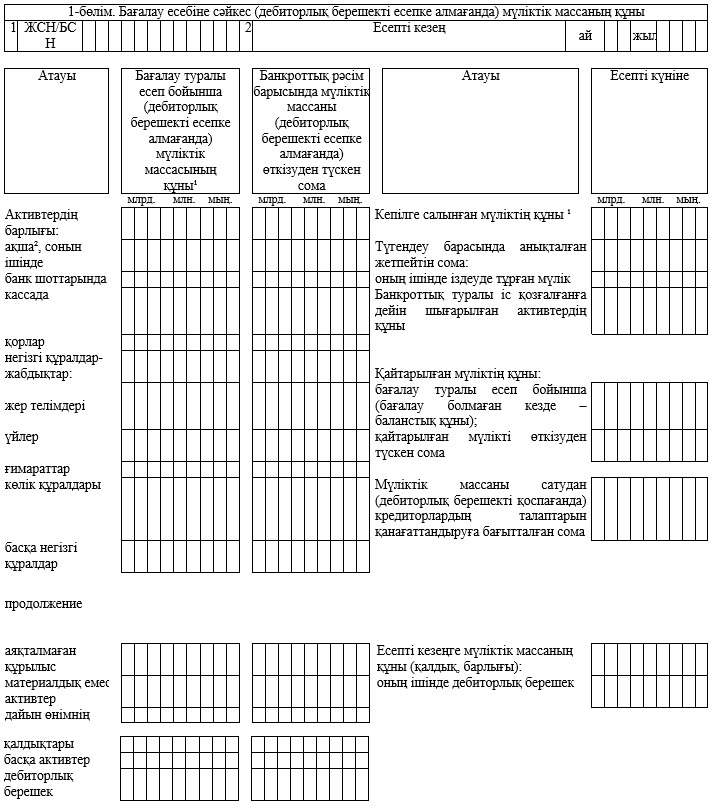 1-бөлім. Бағалау есебіне сәйкес (дебиторлық берешекті есепке алмағанда) мүліктік массаның құны
1 ЖСН/БС
Н
2 Есепті кезең ай жыл
Атауы
Бағалау туралы
есеп бойынша
(дебиторлық
берешекті есепке
алмағанда)
мүліктік
массасының
құны¹
Банкроттық рәсім
барысында мүліктік
массаны
(дебиторлық
берешекті есепке
алмағанда)
өткізуден түскен
сома
Атауы
Есепті күніне
млрд. млн. мың. млрд. млн. мың. млрд. млн. мың.
Активтердің
барлығы:
ақша², сонын
ішінде
банк шоттарында
кассада
қорлар
негізгі құралдар-
жабдықтар:
жер телімдері
үйлер
ғимараттар
көлік құралдары
басқа негізгі
құралдар
Кепілге салынған мүліктің құны ¹
Түгендеу барасында анықталған
жетпейтін сома:
оның ішінде іздеуде тұрған мүлік
Банкроттық туралы іс қозғалғанға
дейін шығарылған активтердің
құны
Қайтарылған мүліктің құны:
бағалау туралы есеп бойынша
(бағалау болмаған кезде –
баланстық құны);
қайтарылған мүлікті өткізуден
түскен сома
Мүліктік массаны сатудан
(дебиторлық берешекті қоспағанда)
кредиторлардың талаптарын
қанағаттандыруға бағытталған сома
продолжение
аяқталмаған
құрылыс
материалдық емес
активтер
дайын өнімнің
қалдықтары
басқа активтер
дебиторлық
берешек
Есепті кезеңге мүліктік массаның
құны (қалдық, барлығы):
оның ішінде дебиторлық берешек